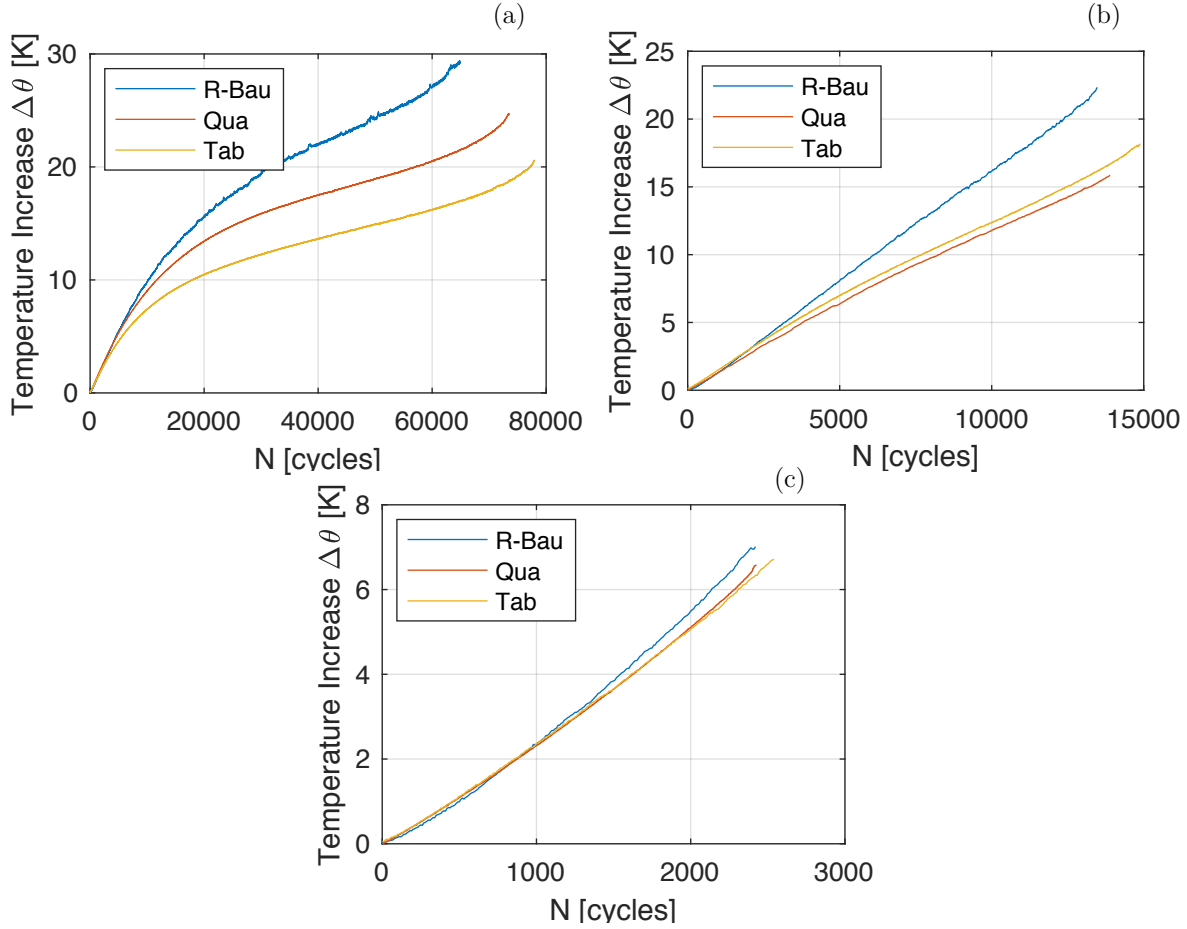 (a)
Temperature Increase Δθ [K]
30
20
10
0
R-Bau
Qua
Tab
0 20000 40000 60000 80000
N [cycles]
(b)
Temperature Increase Δθ [K]
25
20
15
10
5
0
R-Bau
Qua
Tab
0 5000 10000 15000
N [cycles]
(c)
Temperature Increase Δθ [K]
8
6
4
2
0
R-Bau
Qua
Tab
0 1000 2000 3000
N [cycles]